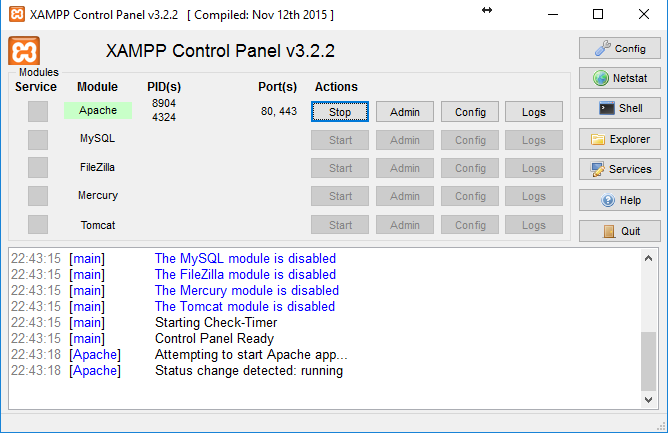 XAMPP Control Panel v3.2.2 [ Compiled: Nov 12th 2015 ]
XAMPP Control Panel v3.2.2
Config
Modules
Service Module PID(s) Port(s) Actions
Netstat
Apache 8904 4324 80, 443 Stop Admin Config Logs
Shell
MySQL Start Admin Config Logs
Explorer
FileZilla Start Admin Config Logs
Services
Mercury Start Admin Config Logs
Help
Tomcat Start Admin Config Logs
Quit
22:43:15 [main] The MySQL module is disabled
22:43:15 [main] The FileZilla module is disabled
22:43:15 [main] The Mercury module is disabled
22:43:15 [main] The Tomcat module is disabled
22:43:15 [main] Starting Check-Timer
22:43:15 [main] Control Panel Ready
22:43:18 [Apache] Attempting to start Apache app...
22:43:18 [Apache] Status change detected: running